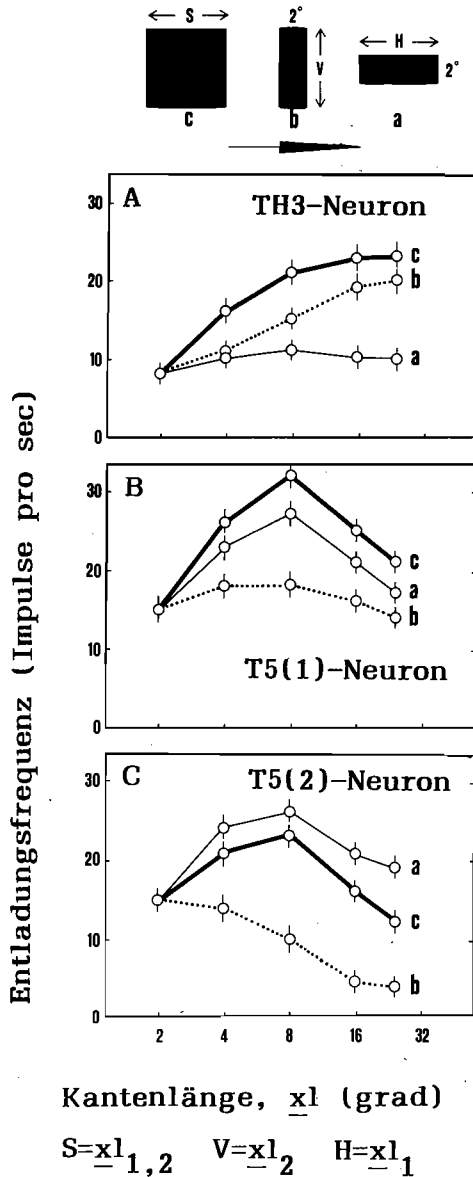 ← S →
2°
← H →
V
2°
c
b
a
A
TH3-Neuron
30
20
10
0
c
b
a
B
30
20
10
0
c
a
b
T5(1)-Neuron
C
T5(2)-Neuron
30
20
10
0
a
c
b
2 4 8 16 32
Entladungsfrequenz (Impulse pro sec)
Kantenlänge, xl (grad)
S=xl1,2 V=xl2 H=xl1